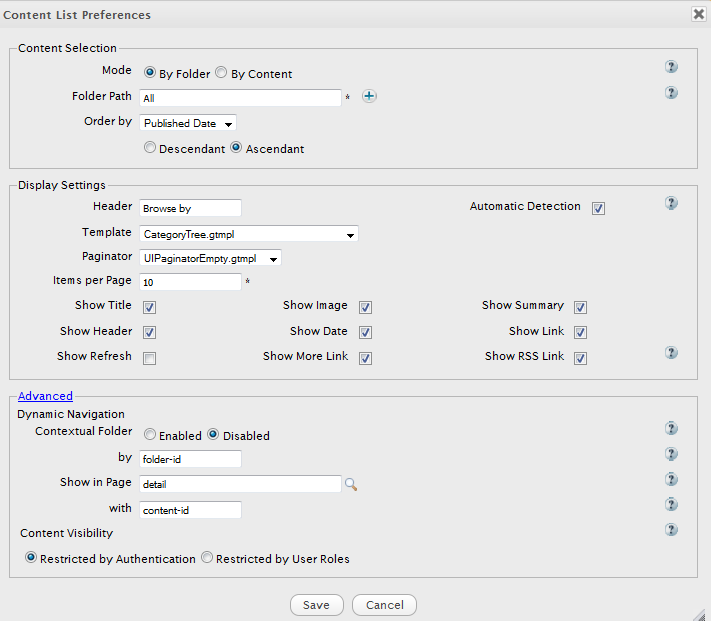 Content List Preferences
Content Selection
Mode By Folder By Content
Folder Path All *
Order by Published Date
Descendant Ascendant
Display Settings
Header Browse by Automatic Detection
Template CategoryTree.gtmpl
Paginator UIPaginatorEmpty.gtmpl
Items per Page 10 *
Show Title Show Image Show Summary
Show Header Show Date Show Link
Show Refresh Show More Link Show RSS Link
Advanced
Dynamic Navigation
Contextual Folder Enabled Disabled
by folder-id
Show in Page detail
with content-id
Content Visibility
Restricted by Authentication Restricted by User Roles
Save Cancel